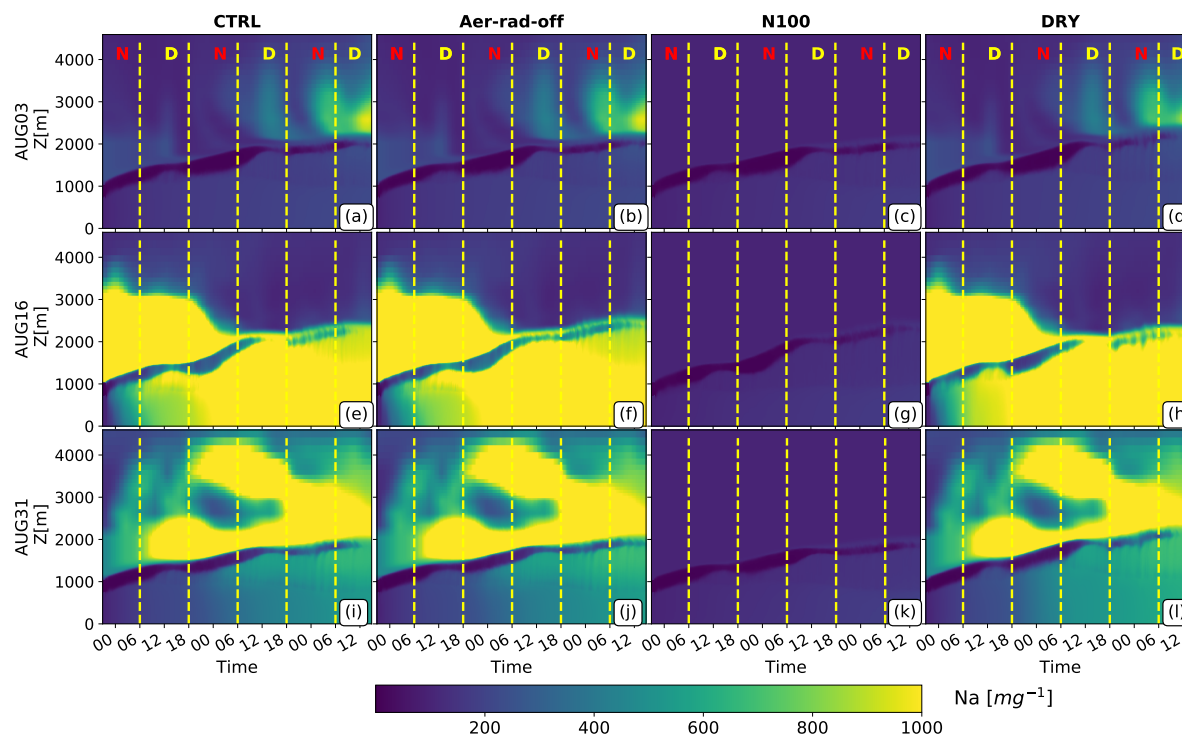 CTRL Aer-rad-off N100 DRY
N D N D N D N D N D N D N D N D N D N D N D N D
AUG03
Z[m]
4000
3000
2000
1000
0
(a) (b) (c) (d
AUG16
Z[m]
4000
3000
2000
1000
0
(e) (f) (g) (h
AUG31
Z[m]
4000
3000
2000
1000
0
(i) (j) (k) (l)
00 06 12 18 00 06 12 18 00 06 12 00 06 12 18 00 06 12 18 00 06 12 00 06 12 18 00 06 12 18 00 06 12 00 06 12 18 00 06 12 18 00 06 12
Time Time Time Time
200 400 600 800 1000
Na [mg⁻¹]